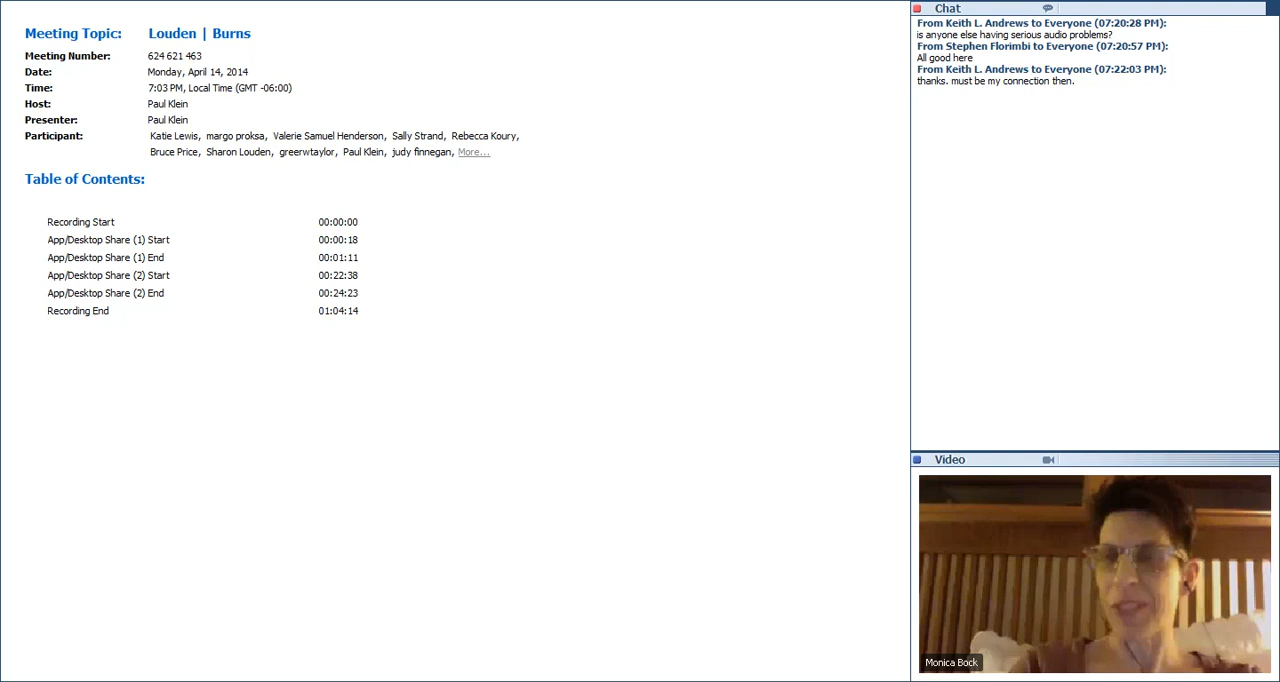 Meeting Topic: Louden | Burns
Meeting Number: 624 621 463
Date: Monday, April 14, 2014
Time: 7:03 PM, Local Time (GMT -06:00)
Host: Paul Klein
Presenter: Paul Klein
Participant: Katie Lewis, margo proksa, Valerie Samuel Henderson, Sally Strand, Rebecca Koury,
Bruce Price, Sharon Louden, greerwtaylor, Paul Klein, judy finnegan, More...
Table of Contents:
Recording Start 00:00:00
App/Desktop Share (1) Start 00:00:18
App/Desktop Share (1) End 00:01:11
App/Desktop Share (2) Start 00:22:38
App/Desktop Share (2) End 00:24:23
Recording End 01:04:14
Chat
From Keith L. Andrews to Everyone (07:20:28 PM):
is anyone else having serious audio problems?
From Stephen Florimbi to Everyone (07:20:57 PM):
All good here
From Keith L. Andrews to Everyone (07:22:03 PM):
thanks. must be my connection then.
Video
Monica Bock